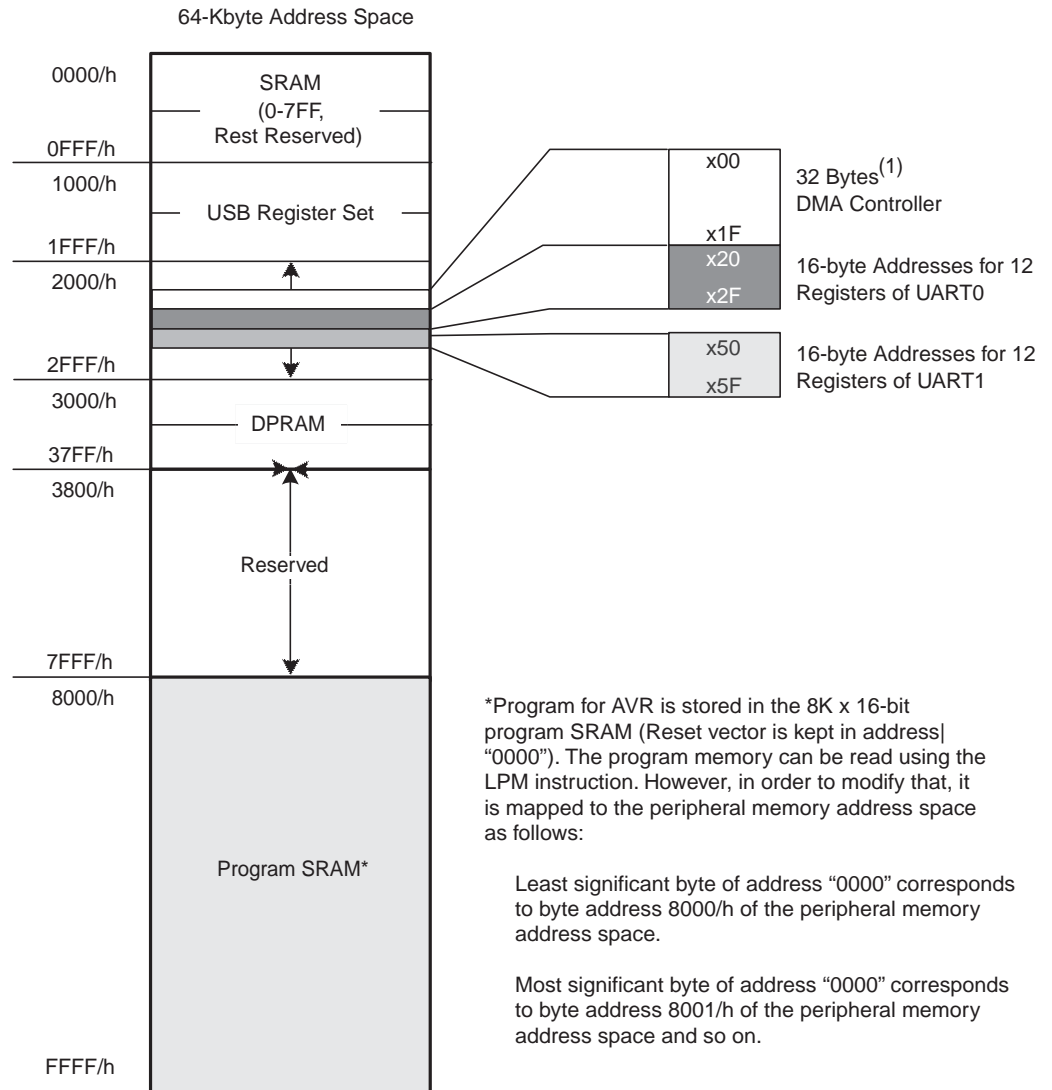 64-Kbyte Address Space
0000/h
SRAM
(0-7FF,
Rest Reserved)
0FFF/h
1000/h
USB Register Set
1FFF/h
2000/h
2FFF/h
3000/h
DPRAM
37FF/h
3800/h
Reserved
7FFF/h
8000/h
Program SRAM*
FFFF/h
x00
x1F
32 Bytes(1)
DMA Controller
x20
x2F
16-byte Addresses for 12
Registers of UART0
x50
x5F
16-byte Addresses for 12
Registers of UART1
*Program for AVR is stored in the 8K x 16-bit
program SRAM (Reset vector is kept in address|
“0000”). The program memory can be read using the
LPM instruction. However, in order to modify that, it
is mapped to the peripheral memory address space
as follows:
Least significant byte of address “0000” corresponds
to byte address 8000/h of the peripheral memory
address space.
Most significant byte of address “0000” corresponds
to byte address 8001/h of the peripheral memory
address space and so on.